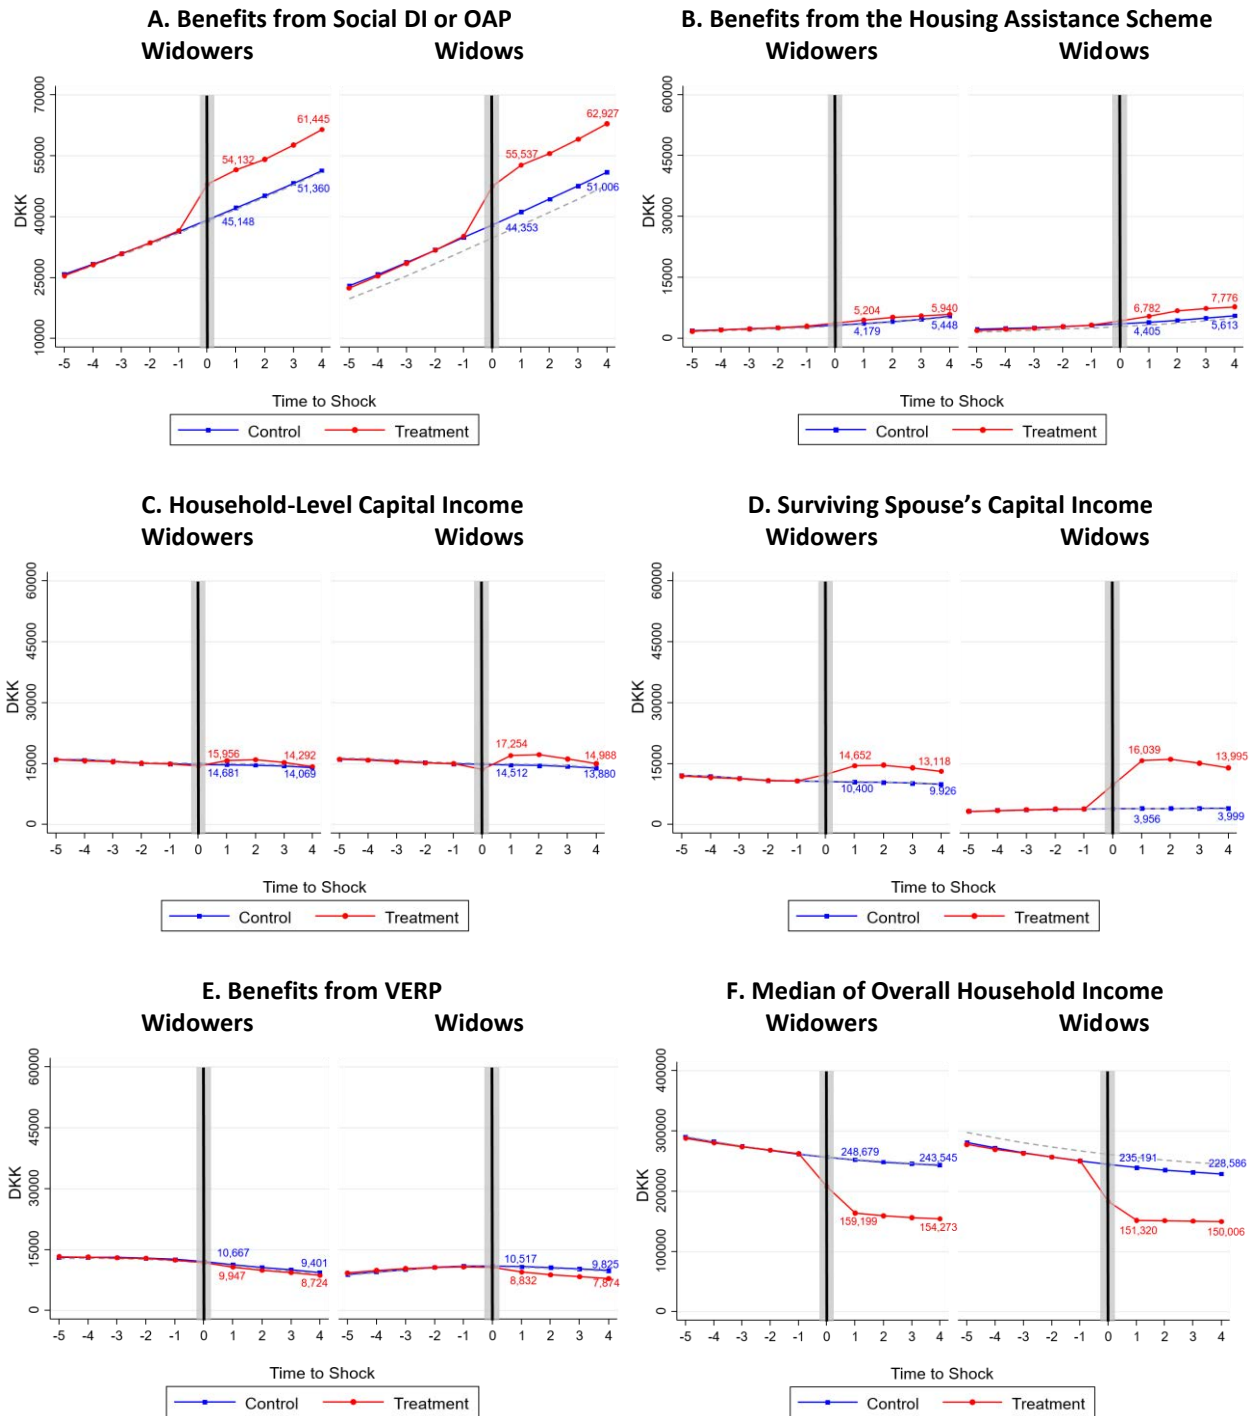 A. Benefits from Social DI or OAP
Widowers Widows
DKK
70000
55000
40000
25000
10000
61,445
54,132
51,360
45,148
62,927
55,537
51,006
44,353
-5 -4 -3 -2 -1 0 1 2 3 4
-5 -4 -3 -2 -1 0 1 2 3 4
Time to Shock
Control Treatment
B. Benefits from the Housing Assistance Scheme
Widowers Widows
DKK
60000
45000
30000
15000
0
5,204
5,940
4,179
5,448
6,782
7,776
4,405
5,613
-5 -4 -3 -2 -1 0 1 2 3 4
-5 -4 -3 -2 -1 0 1 2 3 4
Time to Shock
Control Treatment
C. Household-Level Capital Income
Widowers Widows
DKK
60000
45000
30000
15000
0
15,956
14,292
14,681
14,069
17,254
14,988
14,512
13,880
-5 -4 -3 -2 -1 0 1 2 3 4
-5 -4 -3 -2 -1 0 1 2 3 4
Time to Shock
Control Treatment
D. Surviving Spouse’s Capital Income
Widowers Widows
DKK
60000
45000
30000
15000
0
14,652
13,118
10,400
9,926
16,039
13,995
3,956
3,999
-5 -4 -3 -2 -1 0 1 2 3 4
-5 -4 -3 -2 -1 0 1 2 3 4
Time to Shock
Control Treatment
E. Benefits from VERP
Widowers Widows
DKK
60000
45000
30000
15000
0
10,667
9,401
9,947
8,724
10,517
9,825
8,832
7,874
-5 -4 -3 -2 -1 0 1 2 3 4
-5 -4 -3 -2 -1 0 1 2 3 4
Time to Shock
Control Treatment
F. Median of Overall Household Income
Widowers Widows
DKK
400000
300000
200000
100000
0
248,679
243,545
159,199
154,273
235,191
228,586
151,320
150,006
-5 -4 -3 -2 -1 0 1 2 3 4
-5 -4 -3 -2 -1 0 1 2 3 4
Time to Shock
Control Treatment